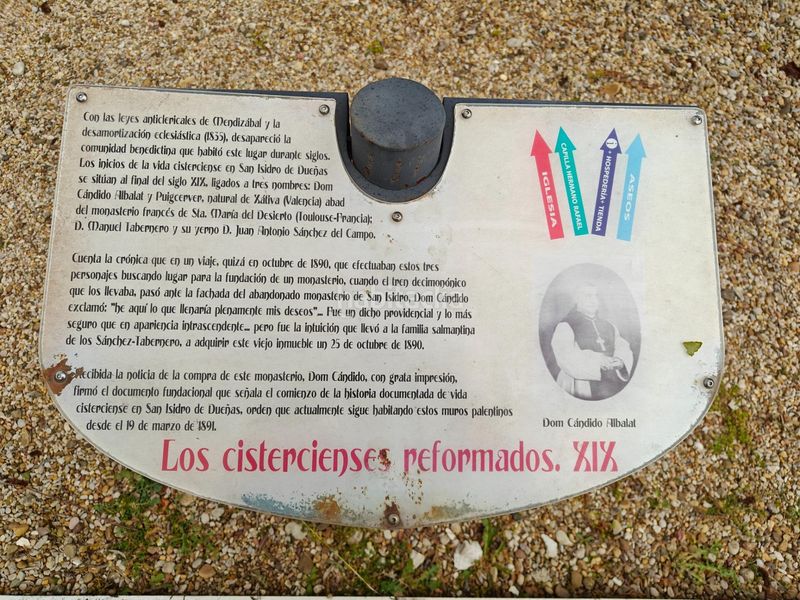 Con las leyes anticlericales de Mendizábal y la
desamortización eclesiástica (1835), desapareció la
comunidad benedictina que habitó este lugar durante siglos.
Los inicios de la vida cisterciense en San Isidro de Dueñas
se sitúan al final del siglo XIX, ligados a tres nombres: Dom
Cándido Albalat y Puigcerver, natural de Xátiva (Valencia) abad
del monasterio francés de Sta. María del Desierto (Toulouse-Francia);
D. Manuel Tabernero y su yerno D. Juan Antonio Sánchez del Campo.
Cuenta la crónica que en un viaje, quizá en octubre de 1890, que efectuaban estos tres
personajes buscando lugar para la fundación de un monasterio, cuando el tren decimonónico
que los llevaba, pasó ante la fachada del abandonado monasterio de San Isidro, Dom Cándido
exclamó: "he aquí lo que llenaría plenamente mis deseos"... Fue un dicho providencial y lo más
seguro que en apariencia intrascendente... pero fue la intuición que llevó a la familia salmantina
de los Sánchez-Tabernero, a adquirir este viejo inmueble un 25 de octubre de 1890.
Recibida la noticia de la compra de este monasterio, Dom Cándido, con grata impresión,
firmó el documento fundacional que señala el comienzo de la historia documentada de vida
cisterciense en San Isidro de Dueñas, orden que actualmente sigue habitando estos muros palentinos
desde el 19 de marzo de 1891.
IGLESIA
CAPILLA HERMANO RAFAEL
i + HOSPEDERÍA + TIENDA
ASEOS
Dom Cándido Albalat
Los cistercienses reformados. XIX